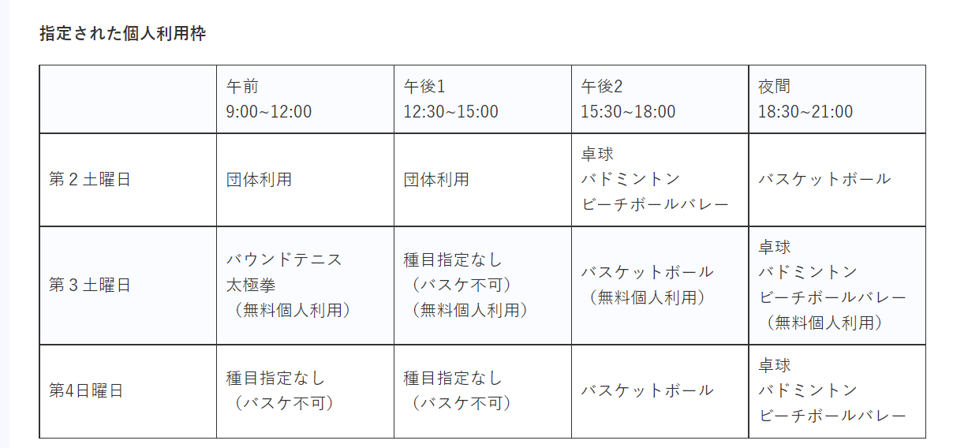 指定された個人利用枠
午前
9:00~12:00
午後1
12:30~15:00
午後2
15:30~18:00
夜間
18:30~21:00
第２土曜日
団体利用
団体利用
卓球
バドミントン
ビーチボールバレー
バスケットボール
第３土曜日
バウンドテニス
太極拳
（無料個人利用）
種目指定なし
（バスケ不可）
（無料個人利用）
バスケットボール
（無料個人利用）
卓球
バドミントン
ビーチボールバレー
（無料個人利用）
第4日曜日
種目指定なし
（バスケ不可）
種目指定なし
（バスケ不可）
バスケットボール
卓球
バドミントン
ビーチボールバレー